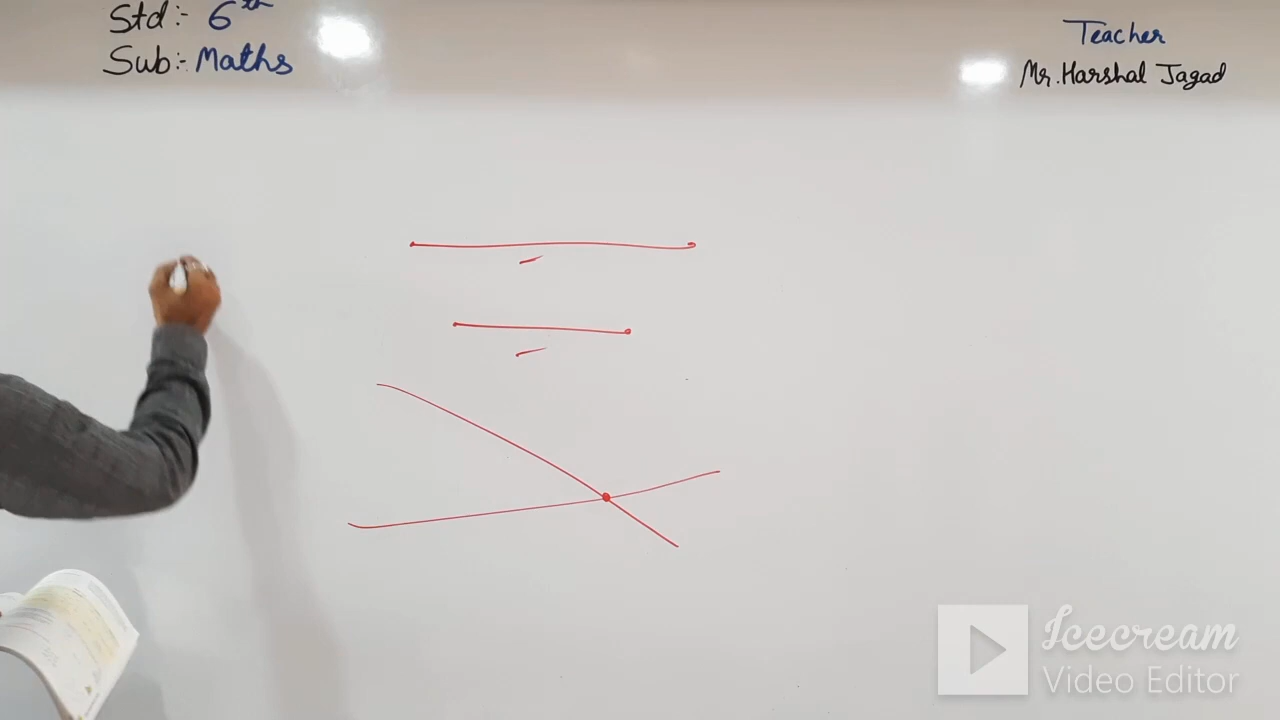 Std:- 6th
Sub:- Maths
Teacher
Mr. Harshal Jagad
Icecream
Video Editor